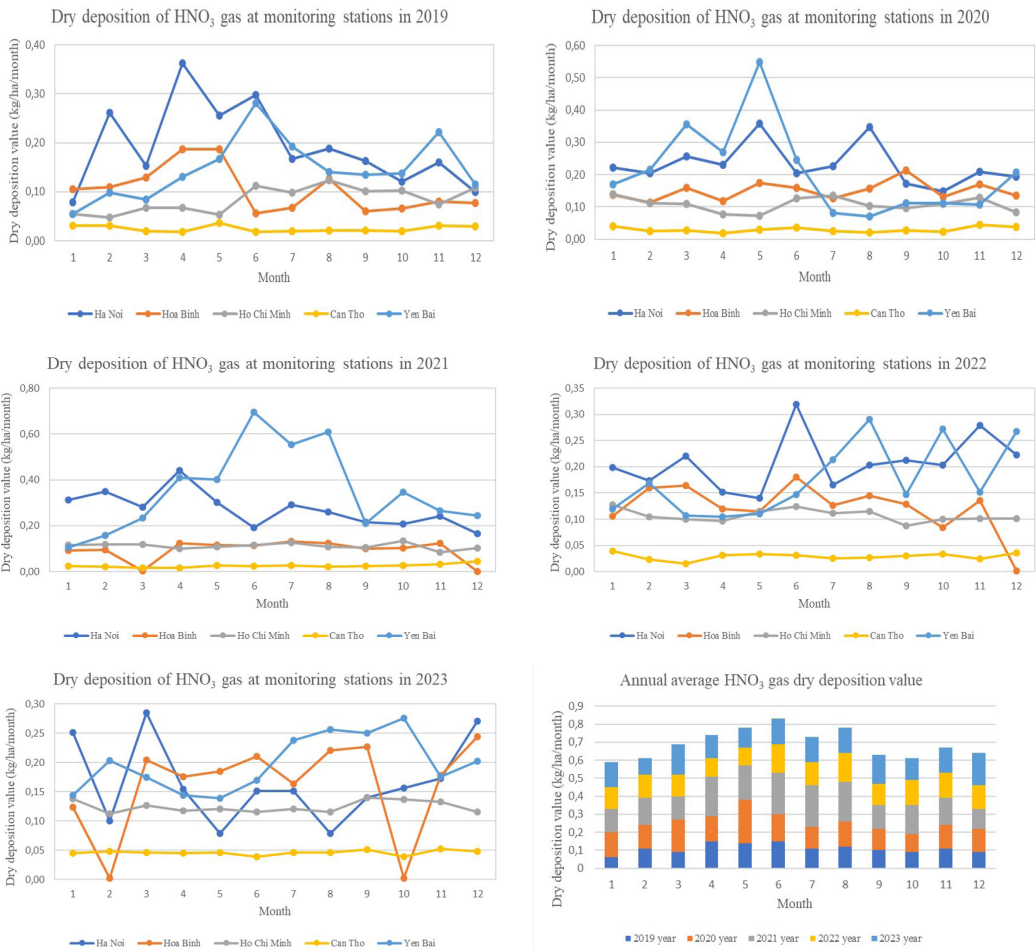 Dry deposition of HNO₃ gas at monitoring stations in 2019
Dry deposition value (kg/ha/month)
0,40
0,30
0,20
0,10
0,00
1 2 3 4 5 6 7 8 9 10 11 12
Month
Ha Noi Hoa Binh Ho Chi Minh Can Tho Yen Bai
Dry deposition of HNO₃ gas at monitoring stations in 2020
Dry deposition value (kg/ha/month)
0,60
0,50
0,40
0,30
0,20
0,10
0,00
1 2 3 4 5 6 7 8 9 10 11 12
Month
Ha Noi Hoa Binh Ho Chi Minh Can Tho Yen Bai
Dry deposition of HNO₃ gas at monitoring stations in 2021
Dry deposition value (kg/ha/month)
0,80
0,60
0,40
0,20
0,00
1 2 3 4 5 6 7 8 9 10 11 12
Month
Ha Noi Hoa Binh Ho Chi Minh Can Tho Yen Bai
Dry deposition of HNO₃ gas at monitoring stations in 2022
Dry deposition value (kg/ha/month)
0,35
0,30
0,25
0,20
0,15
0,10
0,05
0,00
1 2 3 4 5 6 7 8 9 10 11 12
Month
Ha Noi Hoa Binh Ho Chi Minh Can Tho Yen Bai
Dry deposition of HNO₃ gas at monitoring stations in 2023
Dry deposition value (kg/ha/month)
0,30
0,25
0,20
0,15
0,10
0,05
0,00
1 2 3 4 5 6 7 8 9 10 11 12
Month
Ha Noi Hoa Binh Ho Chi Minh Can Tho Yen Bai
Annual average HNO₃ gas dry deposition value
Dry deposition value (kg/ha/month)
0,9
0,8
0,7
0,6
0,5
0,4
0,3
0,2
0,1
0
1 2 3 4 5 6 7 8 9 10 11 12
Month
2019 year 2020 year 2021 year 2022 year 2023 year